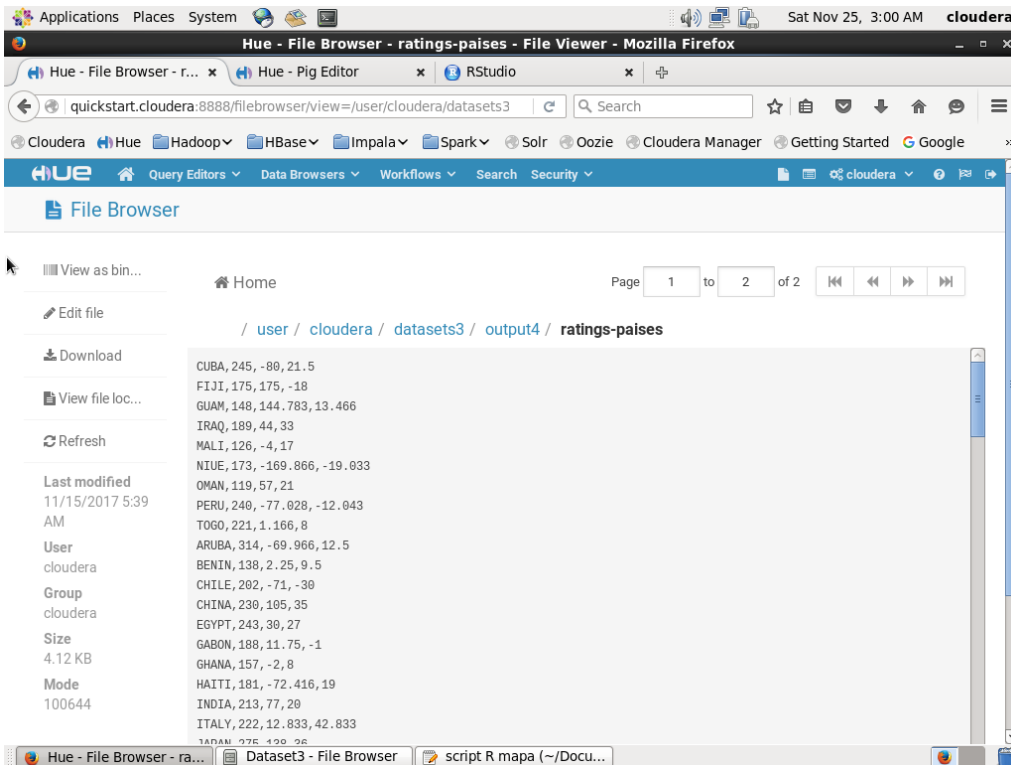 Applications Places System Sat Nov 25, 3:00 AM cloudera
Hue - File Browser - ratings-paises - File Viewer - Mozilla Firefox
Hue - File Browser - r... × Hue - Pig Editor × RStudio ×
quickstart.cloudera:8888/filebrowser/view=/user/cloudera/datasets3 Search
Cloudera Hue Hadoop HBase Impala Spark Solr Oozie Cloudera Manager Getting Started Google »
HUE Query Editors Data Browsers Workflows Search Security cloudera
File Browser
View as bin...
Home Page 1 to 2 of 2
Edit file
/ user / cloudera / datasets3 / output4 / ratings-paises
Download
View file loc...
Refresh
Last modified
11/15/2017 5:39
AM
User
cloudera
Group
cloudera
Size
4.12 KB
Mode
100644
CUBA,245,-80,21.5
FIJI,175,175,-18
GUAM,148,144.783,13.466
IRAQ,189,44,33
MALI,126,-4,17
NIUE,173,-169.866,-19.033
OMAN,119,57,21
PERU,240,-77.028,-12.043
TOGO,221,1.166,8
ARUBA,314,-69.966,12.5
BENIN,138,2.25,9.5
CHILE,202,-71,-30
CHINA,230,105,35
EGYPT,243,30,27
GABON,188,11.75,-1
GHANA,157,-2,8
HAITI,181,-72.416,19
INDIA,213,77,20
ITALY,222,12.833,42.833
JAPAN,275,138,36
Hue - File Browser - ra... Dataset3 - File Browser script R mapa (~/Docu...